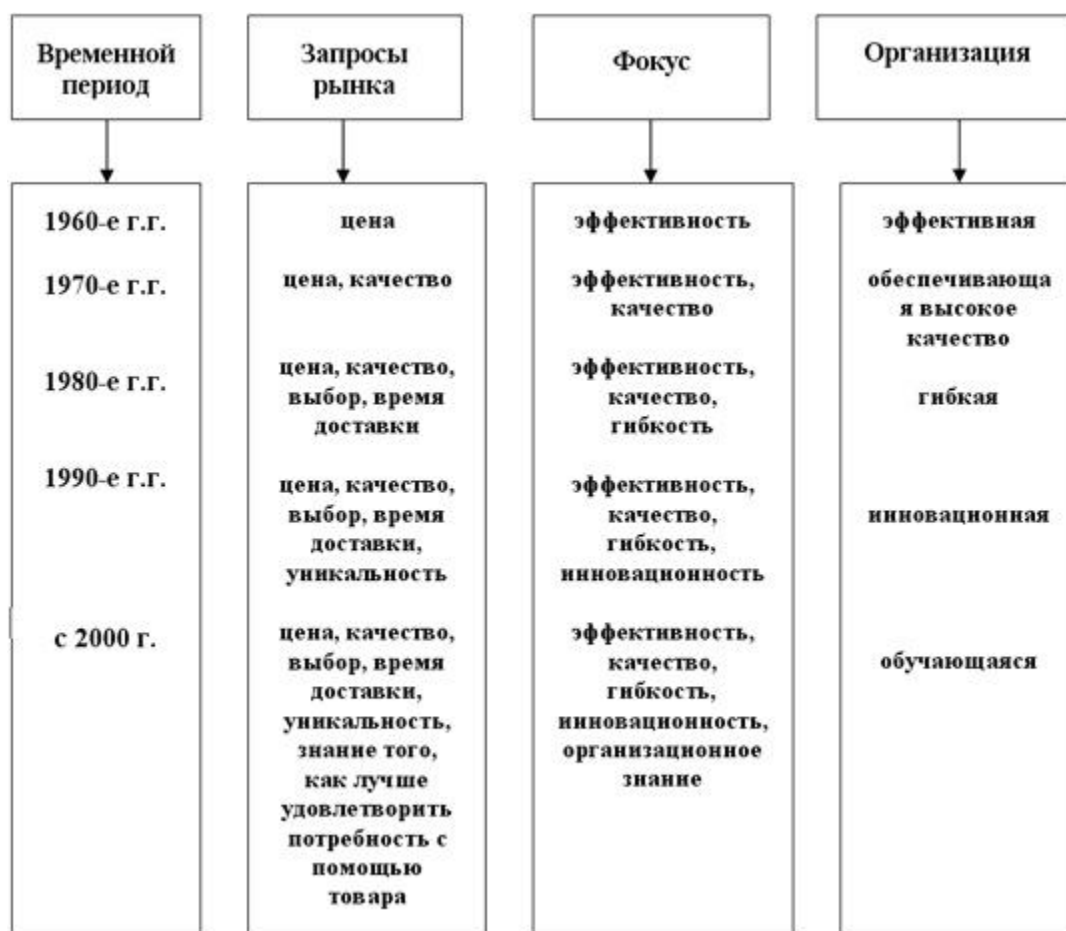 Временной
период
Запросы
рынка
Фокус
Организация
1960-е г.г.
1970-е г.г.
1980-е г.г.
1990-е г.г.
с 2000 г.
цена
цена, качество
цена, качество,
выбор, время
доставки
цена, качество,
выбор, время
доставки,
уникальность
цена, качество,
выбор, время
доставки,
уникальность,
знание того,
как лучше
удовлетворить
потребность с
помощью
товара
эффективность
эффективность,
качество
эффективность,
качество,
гибкость
эффективность,
качество,
гибкость,
инновационность
эффективность,
качество,
гибкость,
инновационность,
организационное
знание
эффективная
обеспечивающа
я высокое
качество
гибкая
инновационная
обучающаяся